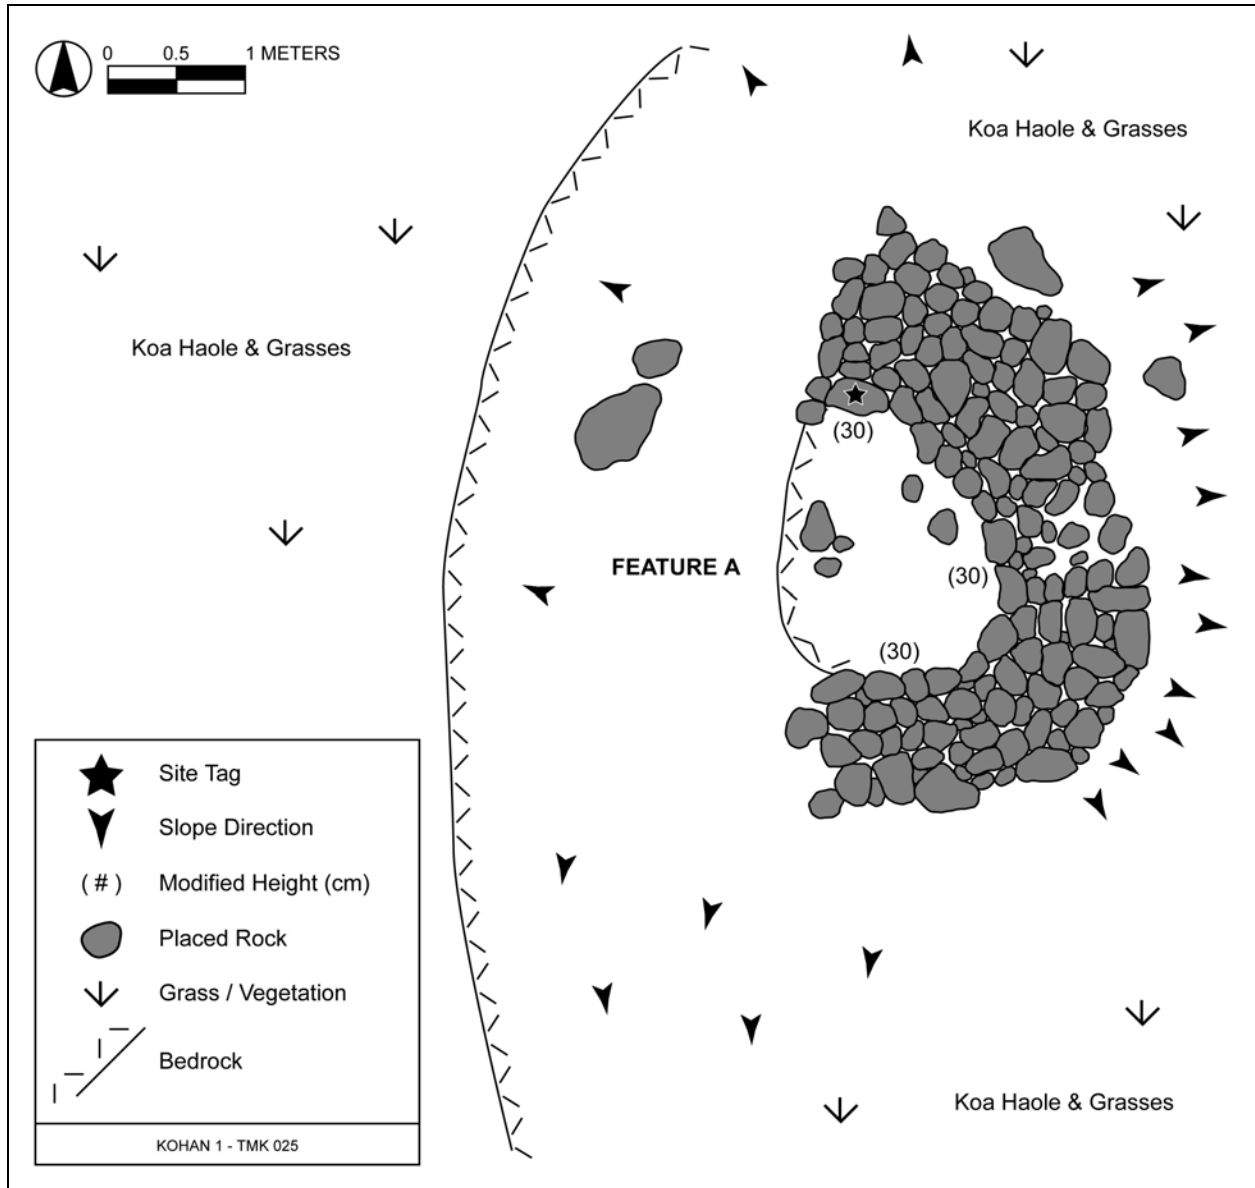 0 0.5 1 METERS
Koa Haole & Grasses
Koa Haole & Grasses
(30)
FEATURE A
(30)
(30)
Site Tag
Slope Direction
( # ) Modified Height (cm)
Placed Rock
Grass / Vegetation
Bedrock
Koa Haole & Grasses
KOHAN 1 - TMK 025